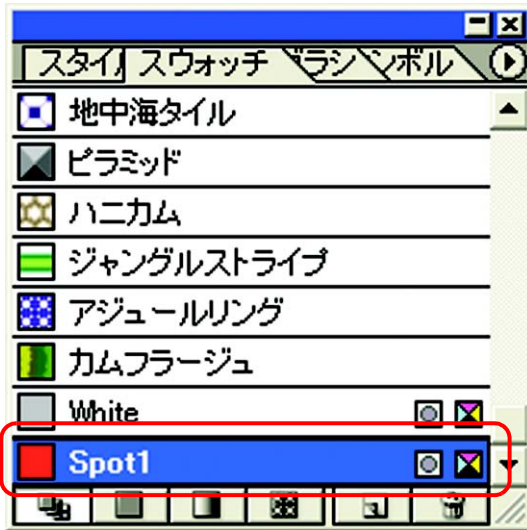 スタイル スウォッチ ブラシ シンボル
地中海タイル
ピラミッド
ハニカム
ジャングルストライプ
アジュールリング
カムフラージュ
White
Spot1